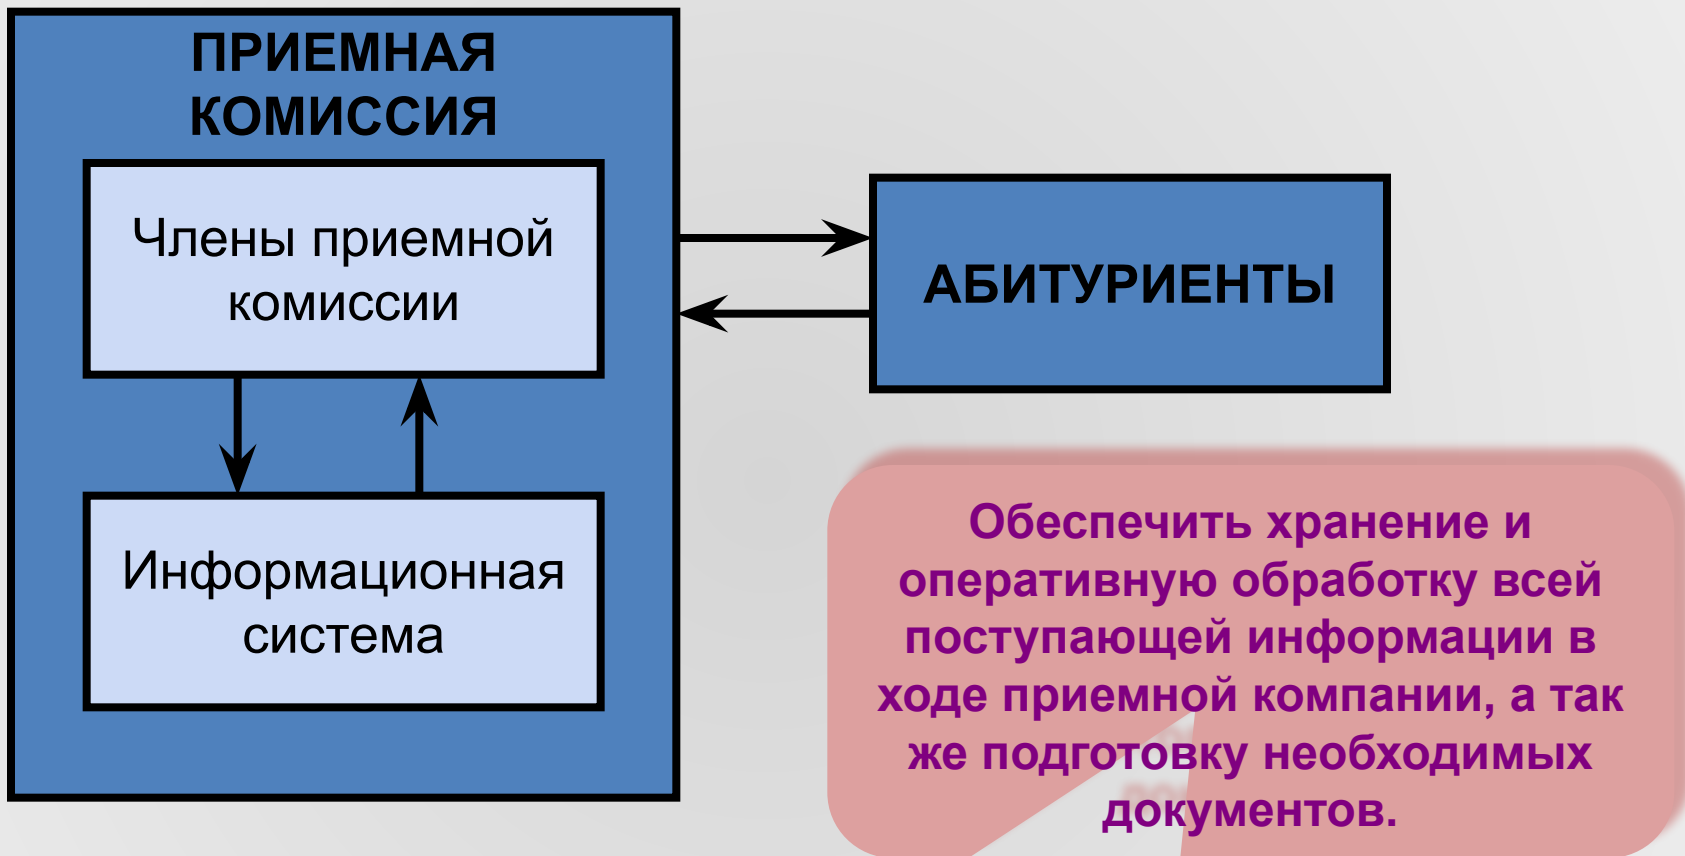 ПРИЕМНАЯ
КОМИССИЯ
Члены приемной
комиссии
Информационная
система
АБИТУРИЕНТЫ
Обеспечить хранение и
оперативную обработку всей
поступающей информации в
ходе приемной компании, а так
же подготовку необходимых
документов.